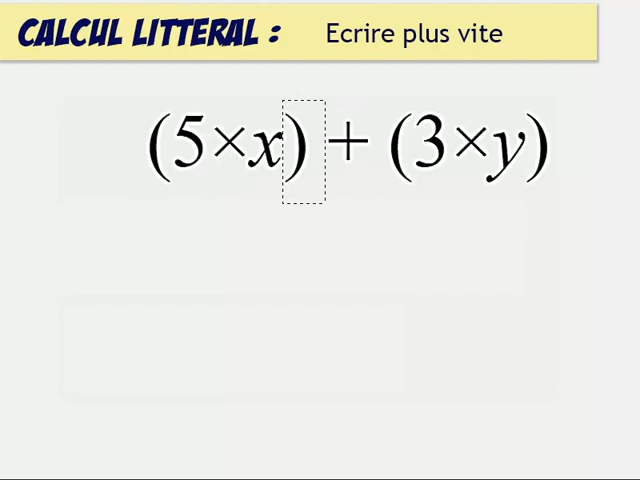 CALCUL LITTERAL : Ecrire plus vite
(5×x) + (3×y)